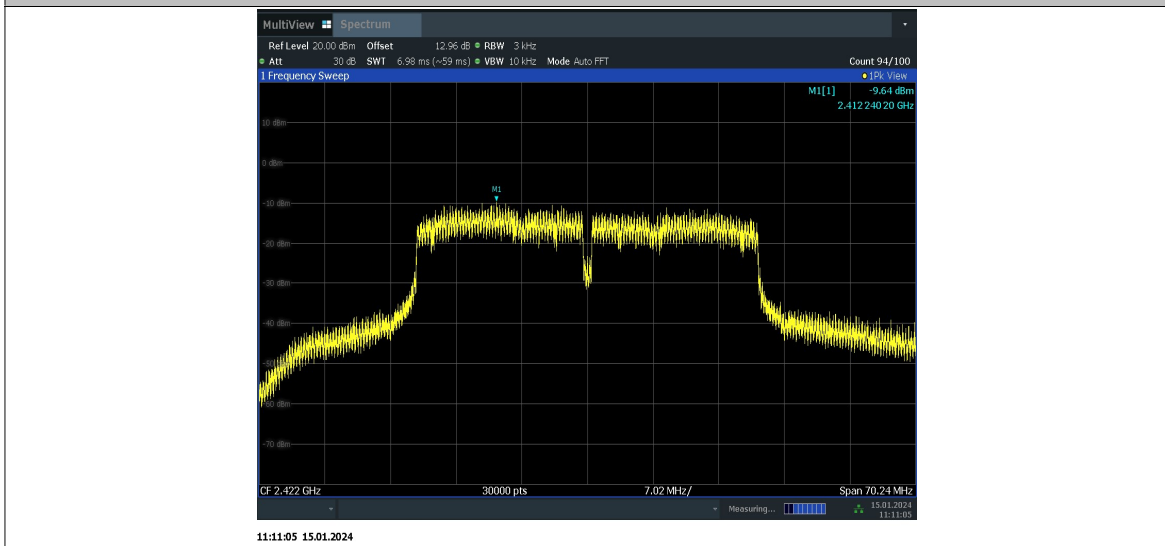 MultiView Spectrum
Ref Level 20.00 dBm Offset 12.96 dB RBW 3 kHz
Att 30 dB SWT 6.98 ms (~59 ms) VBW 10 kHz Mode Auto FFT Count 94/100
1 Frequency Sweep 1Pk View
M1[1] -9.64 dBm
2.412 240 20 GHz
10 dBm
0 dBm
M1
-10 dBm
-20 dBm
-30 dBm
-40 dBm
-50 dBm
-60 dBm
-70 dBm
CF 2.422 GHz 30000 pts 7.02 MHz/ Span 70.24 MHz
Measuring... 15.01.2024
11:11:05
11:11:05 15.01.2024